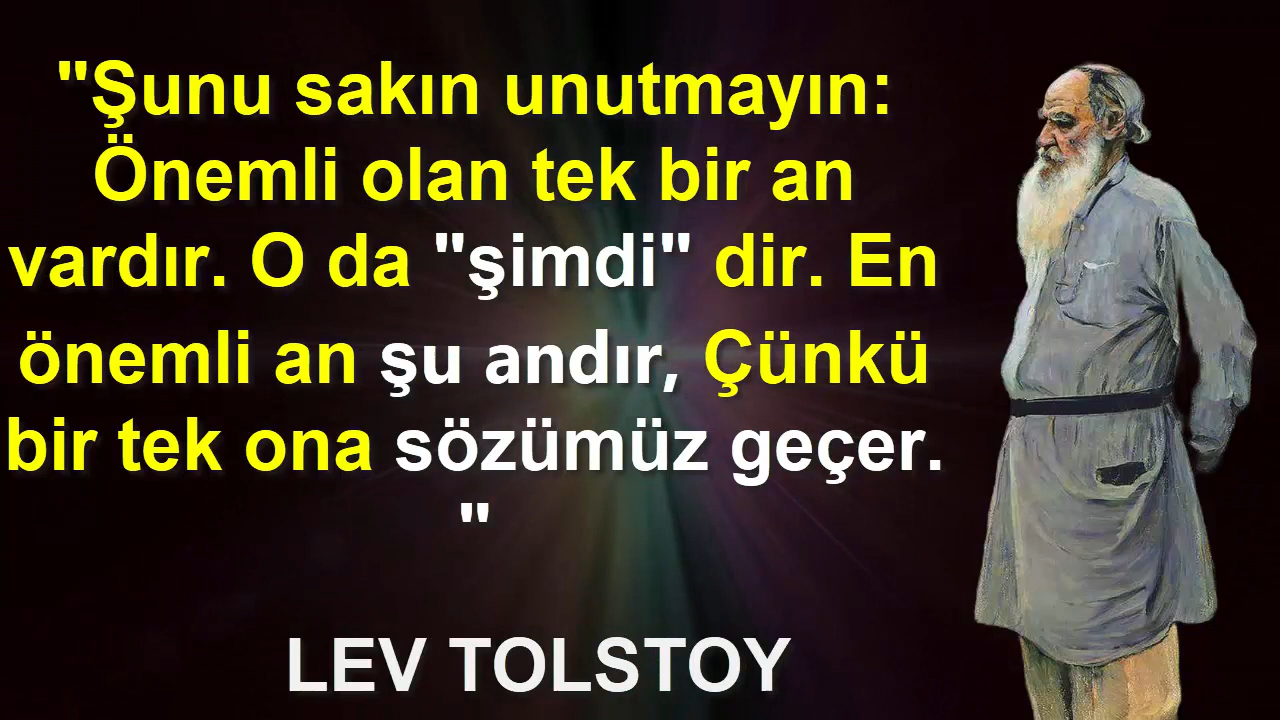 "Şunu sakın unutmayın:
Önemli olan tek bir an
vardır. O da "şimdi" dir. En
önemli an şu andır, Çünkü
bir tek ona sözümüz geçer.
"
LEV TOLSTOY